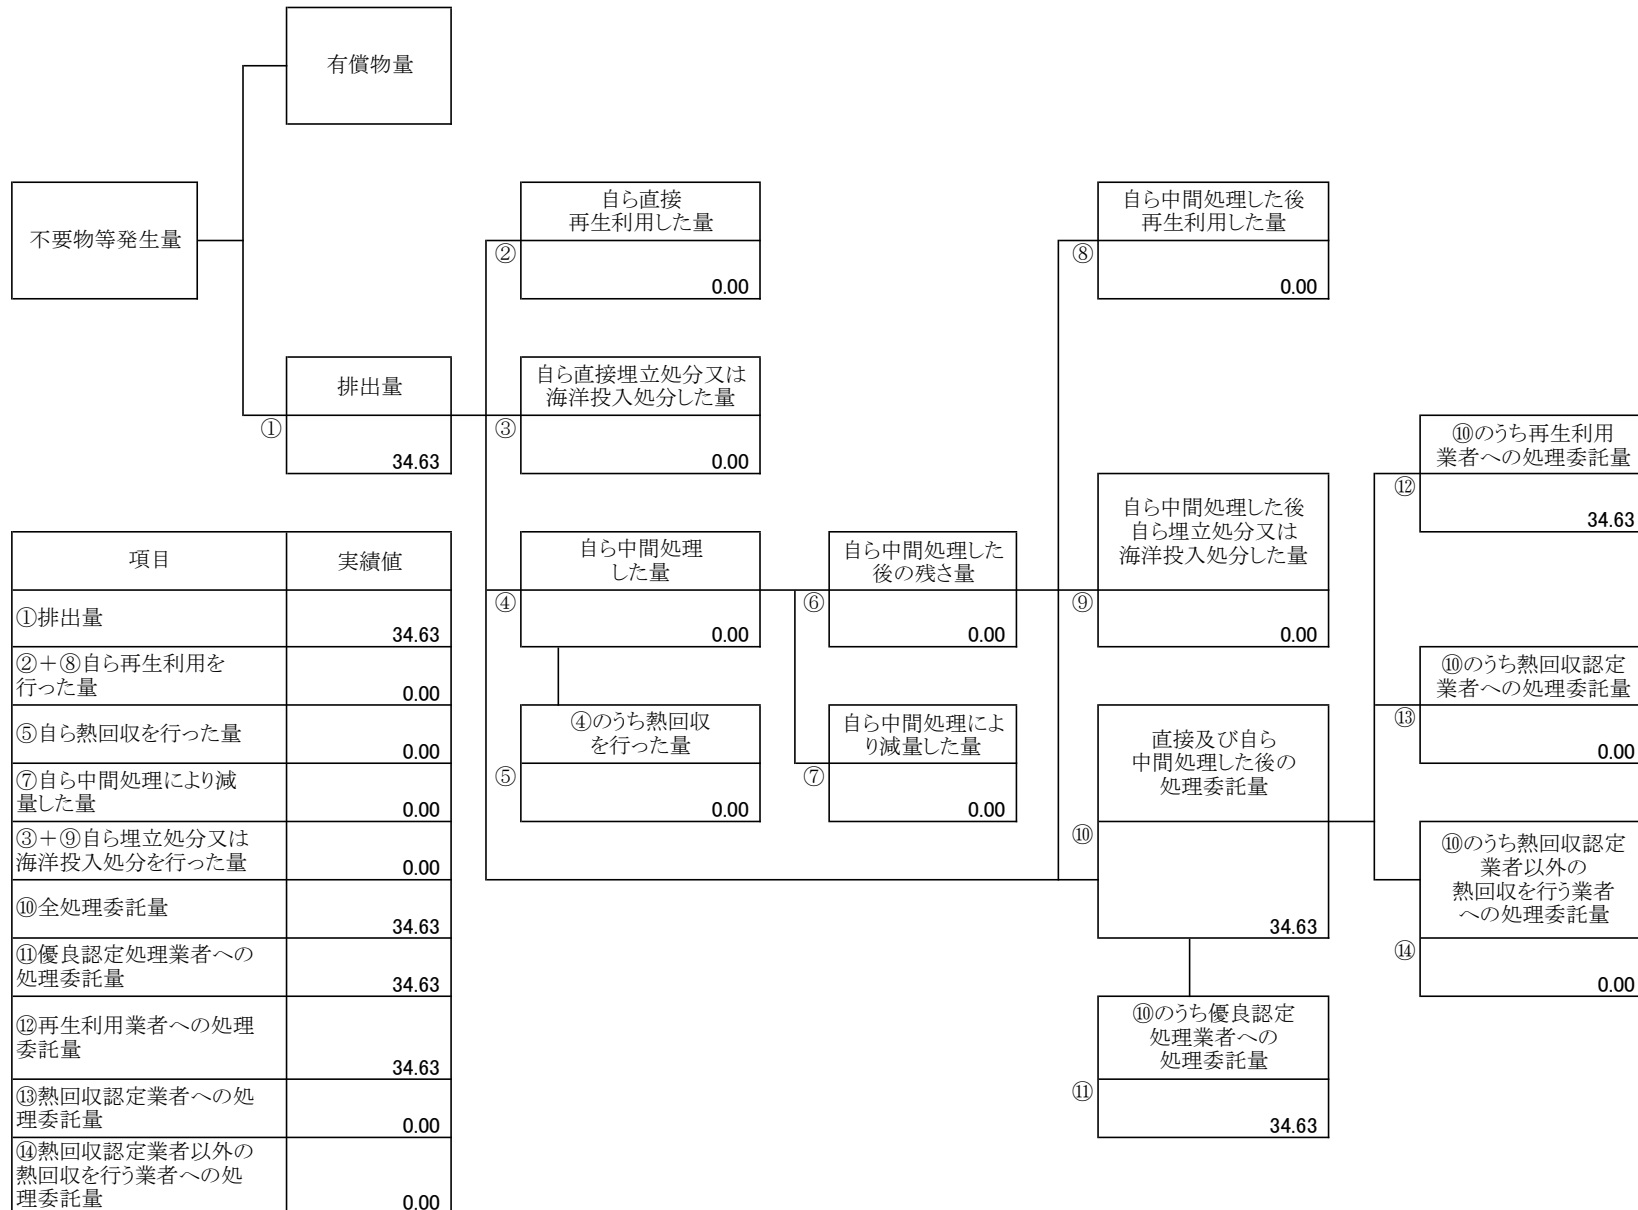 有償物量
不要物等発生量
自ら直接
再生利用した量
②
0.00
自ら中間処理した後
再生利用した量
⑧
0.00
排出量
①
34.63
自ら直接埋立処分又は
海洋投入処分した量
③
0.00
⑩のうち再生利用
業者への処理委託量
⑫
34.63
自ら中間処理した後
自ら埋立処分又は
海洋投入処分した量
⑨
0.00
自ら中間処理
した量
④
0.00
自ら中間処理した
後の残さ量
⑥
0.00
⑩のうち熱回収認定
業者への処理委託量
⑬
0.00
④のうち熱回収
を行った量
⑤
0.00
自ら中間処理によ
り減量した量
⑦
0.00
直接及び自ら
中間処理した後の
処理委託量
⑩
34.63
⑩のうち熱回収認定
業者以外の
熱回収を行う業者
への処理委託量
⑭
0.00
⑩のうち優良認定
処理業者への
処理委託量
⑪
34.63
項目 実績値
①排出量
34.63
②＋⑧自ら再生利用を
行った量
0.00
⑤自ら熱回収を行った量
0.00
⑦自ら中間処理により減
量した量
0.00
③＋⑨自ら埋立処分又は
海洋投入処分を行った量
0.00
⑩全処理委託量
34.63
⑪優良認定処理業者への
処理委託量
34.63
⑫再生利用業者への処理
委託量
34.63
⑬熱回収認定業者への処
理委託量
0.00
⑭熱回収認定業者以外の
熱回収を行う業者への処
理委託量
0.00